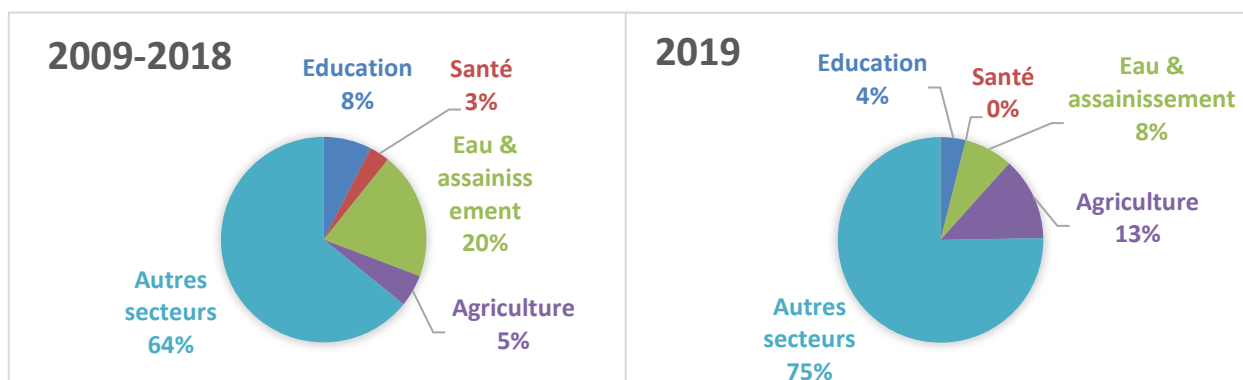 2009-2018
Education
8%
Santé
3%
Eau &
assainiss
ement
20%
Agriculture
5%
Autres
secteurs
64%
2019
Education
4%
Santé
0%
Eau &
assainissement
8%
Agriculture
13%
Autres
secteurs
75%